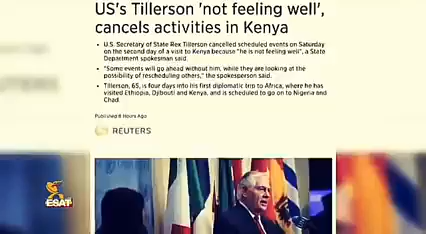 US's Tillerson 'not feeling well',
cancels activities in Kenya
• U.S. Secretary of State Rex Tillerson cancelled scheduled events on Saturday
on the second day of a visit to Kenya because "he is not feeling well", a State
Department spokesman said.
• "Some events will go ahead without him, while they are looking at the
possibility of rescheduling others," the spokesperson said.
• Tillerson, 65, is four days into his first diplomatic trip to Africa, where he has
visited Ethiopia, Djibouti and Kenya, and is scheduled to go on to Nigeria and
Chad.
Published 6 Hours Ago
REUTERS
REUTERS
ESAT